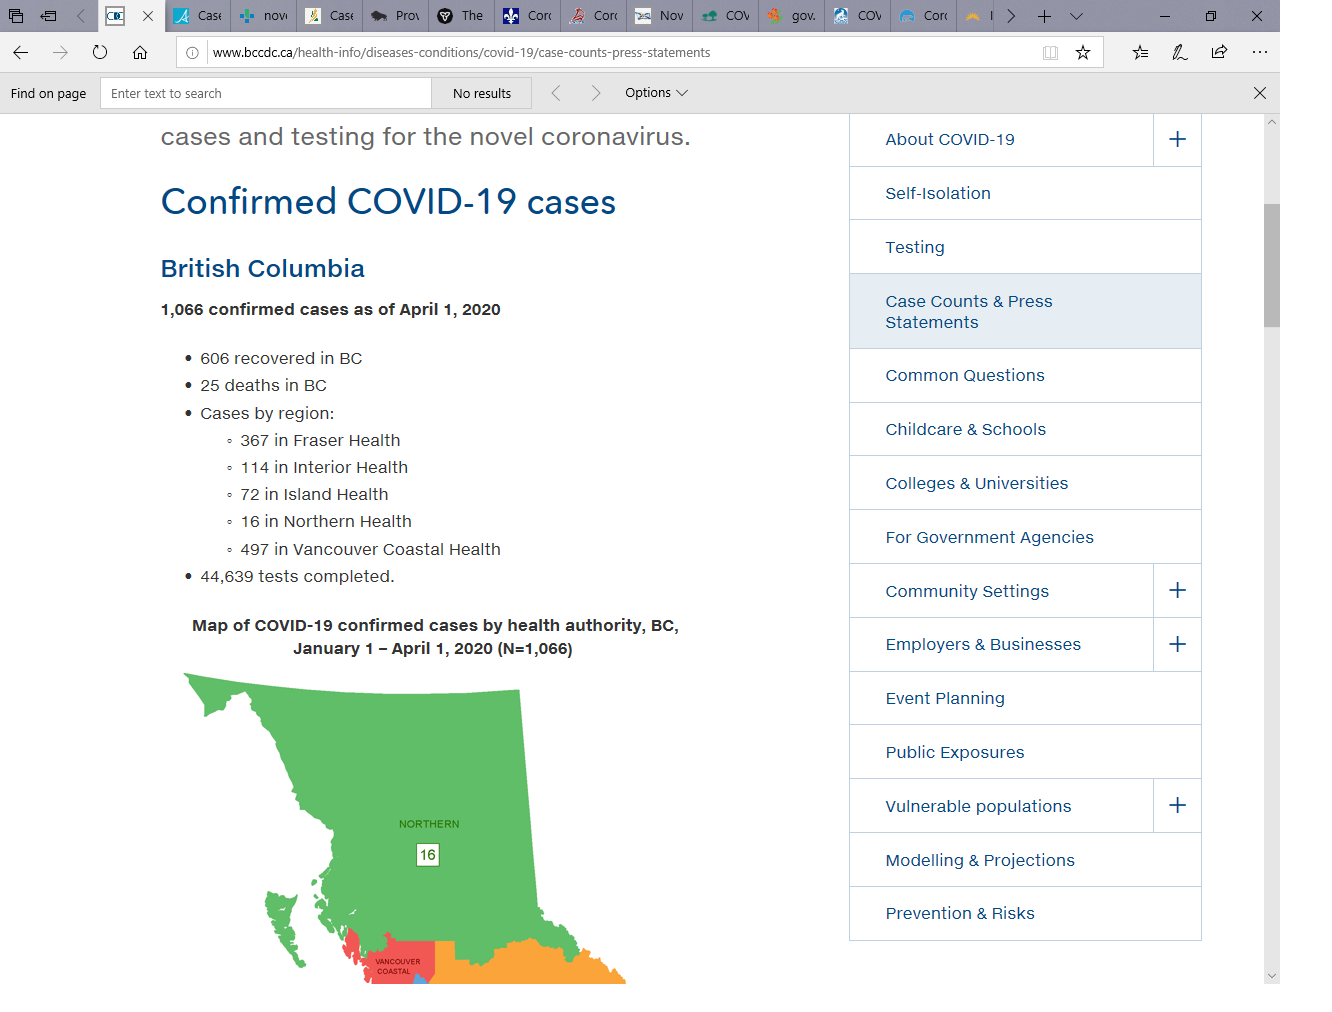 Case
nov
Case
Prov
The
Corc
Corc
Nov
COV
gov.
COV
Corc
www.bccdc.ca/health-info/diseases-conditions/covid-19/case-counts-press-statements
Find on page
Enter text to search
No results
Options
cases and testing for the novel coronavirus.
Confirmed COVID-19 cases
British Columbia
1,066 confirmed cases as of April 1, 2020
• 606 recovered in BC
• 25 deaths in BC
• Cases by region:
◦ 367 in Fraser Health
◦ 114 in Interior Health
◦ 72 in Island Health
◦ 16 in Northern Health
◦ 497 in Vancouver Coastal Health
• 44,639 tests completed.
Map of COVID-19 confirmed cases by health authority, BC,
January 1 – April 1, 2020 (N=1,066)
NORTHERN
16
VANCOUVER
COASTAL
About COVID-19
Self-Isolation
Testing
Case Counts & Press
Statements
Common Questions
Childcare & Schools
Colleges & Universities
For Government Agencies
Community Settings
Employers & Businesses
Event Planning
Public Exposures
Vulnerable populations
Modelling & Projections
Prevention & Risks